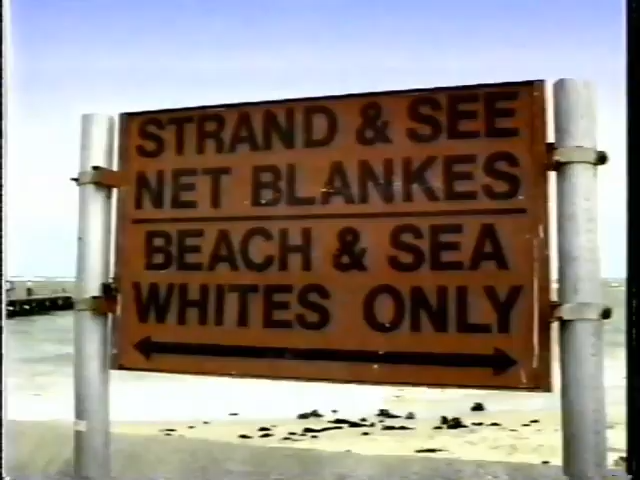 STRAND & SEE
NET BLANKES
BEACH & SEA
WHITES ONLY